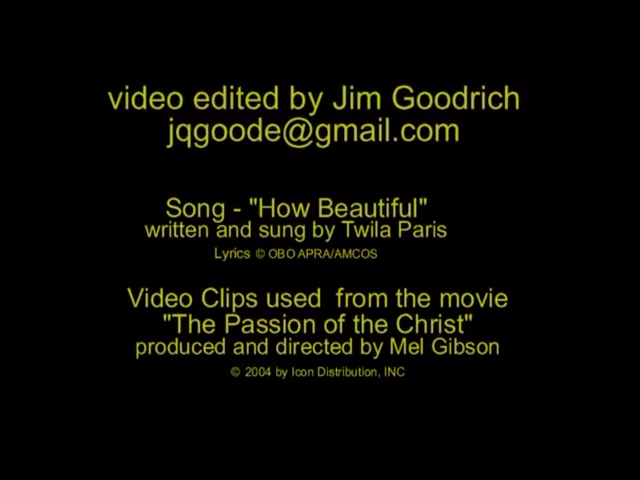 video edited by Jim Goodrich
jqgoode@gmail.com
Song - "How Beautiful"
written and sung by Twila Paris
Lyrics © OBO APRA/AMCOS
Video Clips used  from the movie
"The Passion of the Christ"
produced and directed by Mel Gibson
© 2004 by Icon Distribution, INC